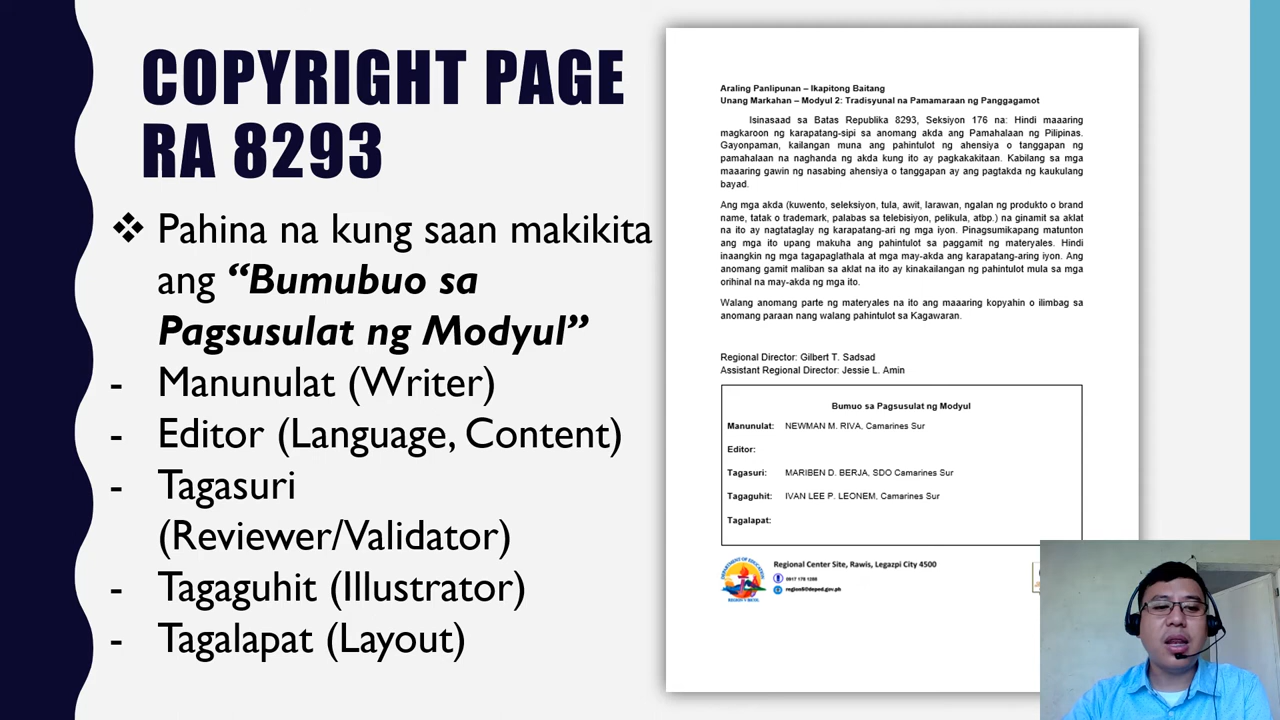 COPYRIGHT PAGE
RA 8293
❖ Pahina na kung saan makikita
ang “Bumubuo sa
Pagsusulat ng Modyul”
- Manunulat (Writer)
- Editor (Language, Content)
- Tagasuri
(Reviewer/Validator)
- Tagaguhit (Illustrator)
- Tagalapat (Layout)
Araling Panlipunan – Ikapitong Baitang
Unang Markahan – Modyul 2: Tradisyunal na Pamamaraan ng Panggagamot
Isinasaad sa Batas Republika 8293, Seksiyon 176 na: Hindi maaaring
magkaroon ng karapatang-sipi sa anomang akda ang Pamahalaan ng Pilipinas.
Gayonpaman, kailangan muna ang pahintulot ng ahensiya o tanggapan ng
pamahalaan na naghanda ng akda kung ito ay pagkakakitaan. Kabilang sa mga
maaaring gawin ng nasabing ahensiya o tanggapan ay ang pagtakda ng kaukulang
bayad.
Ang mga akda (kuwento, seleksiyon, tula, awit, larawan, ngalan ng produkto o brand
name, tatak o trademark, palabas sa telebisiyon, pelikula, atbp.) na ginamit sa aklat
na ito ay nagtataglay ng karapatang-ari ng mga iyon. Pinagsumikapang matunton
ang mga ito upang makuha ang pahintulot sa paggamit ng materyales. Hindi
inaangkin ng mga tagapaglathala at mga may-akda ang karapatang-aring iyon. Ang
anomang gamit maliban sa aklat na ito ay kinakailangan ng pahintulot mula sa mga
orihinal na may-akda ng mga ito.
Walang anomang parte ng materyales na ito ang maaaring kopyahin o ilimbag sa
anomang paraan nang walang pahintulot sa Kagawaran.
Regional Director: Gilbert T. Sadsad
Assistant Regional Director: Jessie L. Amin
Bumuo sa Pagsusulat ng Modyul
Manunulat: NEWMAN M. RIVA, Camarines Sur
Editor:
Tagasuri: MARIBEN D. BERJA, SDO Camarines Sur
Tagaguhit: IVAN LEE P. LEONEM, Camarines Sur
Tagalapat:
Regional Center Site, Rawis, Legazpi City 4500
0917 178 1288
region5@deped.gov.ph